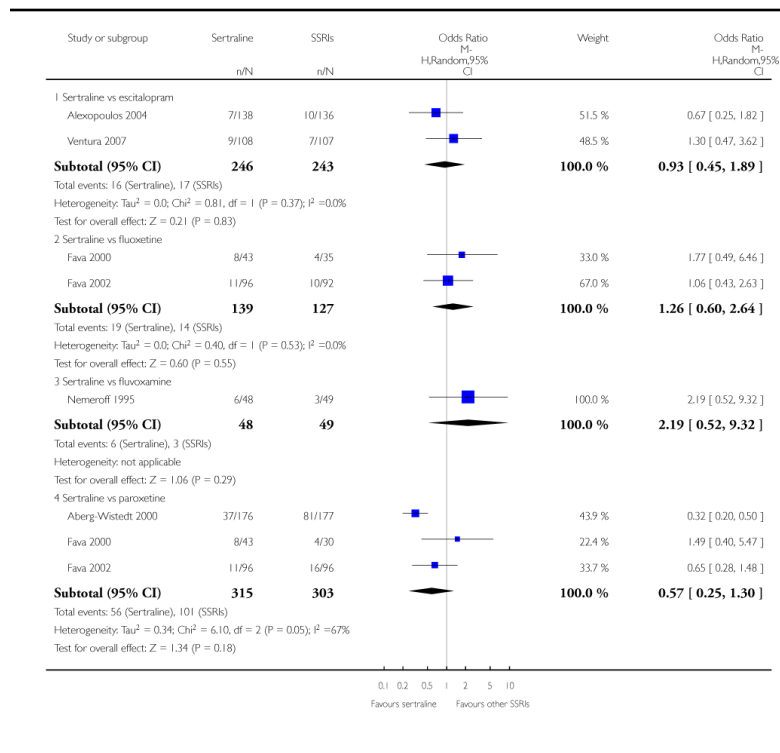 Study or subgroup Sertraline SSRIs Odds Ratio Weight Odds Ratio
M- M-
H,Random,95% H,Random,95%
n/N n/N CI CI
1 Sertraline vs escitalopram
Alexopoulos 2004 7/138 10/136 51.5 % 0.67 [ 0.25, 1.82 ]
Ventura 2007 9/108 7/107 48.5 % 1.30 [ 0.47, 3.62 ]
Subtotal (95% CI) 246 243 100.0 % 0.93 [ 0.45, 1.89 ]
Total events: 16 (Sertraline), 17 (SSRIs)
Heterogeneity: Tau² = 0.0; Chi² = 0.81, df = 1 (P = 0.37); I² =0.0%
Test for overall effect: Z = 0.21 (P = 0.83)
2 Sertraline vs fluoxetine
Fava 2000 8/43 4/35 33.0 % 1.77 [ 0.49, 6.46 ]
Fava 2002 11/96 10/92 67.0 % 1.06 [ 0.43, 2.63 ]
Subtotal (95% CI) 139 127 100.0 % 1.26 [ 0.60, 2.64 ]
Total events: 19 (Sertraline), 14 (SSRIs)
Heterogeneity: Tau² = 0.0; Chi² = 0.40, df = 1 (P = 0.53); I² =0.0%
Test for overall effect: Z = 0.60 (P = 0.55)
3 Sertraline vs fluvoxamine
Nemeroff 1995 6/48 3/49 100.0 % 2.19 [ 0.52, 9.32 ]
Subtotal (95% CI) 48 49 100.0 % 2.19 [ 0.52, 9.32 ]
Total events: 6 (Sertraline), 3 (SSRIs)
Heterogeneity: not applicable
Test for overall effect: Z = 1.06 (P = 0.29)
4 Sertraline vs paroxetine
Aberg-Wistedt 2000 37/176 81/177 43.9 % 0.32 [ 0.20, 0.50 ]
Fava 2000 8/43 4/30 22.4 % 1.49 [ 0.40, 5.47 ]
Fava 2002 11/96 16/96 33.7 % 0.65 [ 0.28, 1.48 ]
Subtotal (95% CI) 315 303 100.0 % 0.57 [ 0.25, 1.30 ]
Total events: 56 (Sertraline), 101 (SSRIs)
Heterogeneity: Tau² = 0.34; Chi² = 6.10, df = 2 (P = 0.05); I² =67%
Test for overall effect: Z = 1.34 (P = 0.18)
0.1 0.2 0.5 1 2 5 10
Favours sertraline Favours other SSRIs